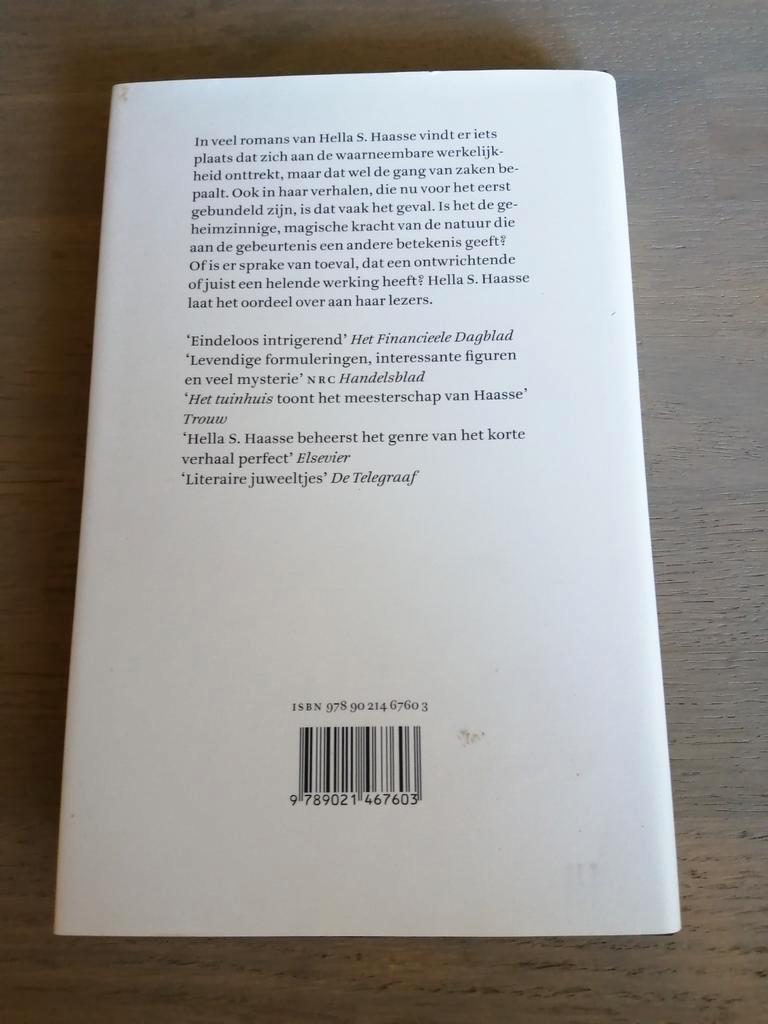 In veel romans van Hella S. Haasse vindt er iets
plaats dat zich aan de waarneembare werkelijk-
heid onttrekt, maar dat wel de gang van zaken be-
paalt. Ook in haar verhalen, die nu voor het eerst
gebundeld zijn, is dat vaak het geval. Is het de ge-
heimzinnige, magische kracht van de natuur die
aan de gebeurtenis een andere betekenis geeft?
Of is er sprake van toeval, dat een ontwrichtende
of juist een helende werking heeft? Hella S. Haasse
laat het oordeel over aan haar lezers.
‘Eindeloos intrigerend’ Het Financieele Dagblad
‘Levendige formuleringen, interessante figuren
en veel mysterie’ NRC Handelsblad
‘Het tuinhuis toont het meesterschap van Haasse’
Trouw
‘Hella S. Haasse beheerst het genre van het korte
verhaal perfect’ Elsevier
‘Literaire juweeltjes’ De Telegraaf
ISBN 978 90 214 6760 3
9 789021 467603